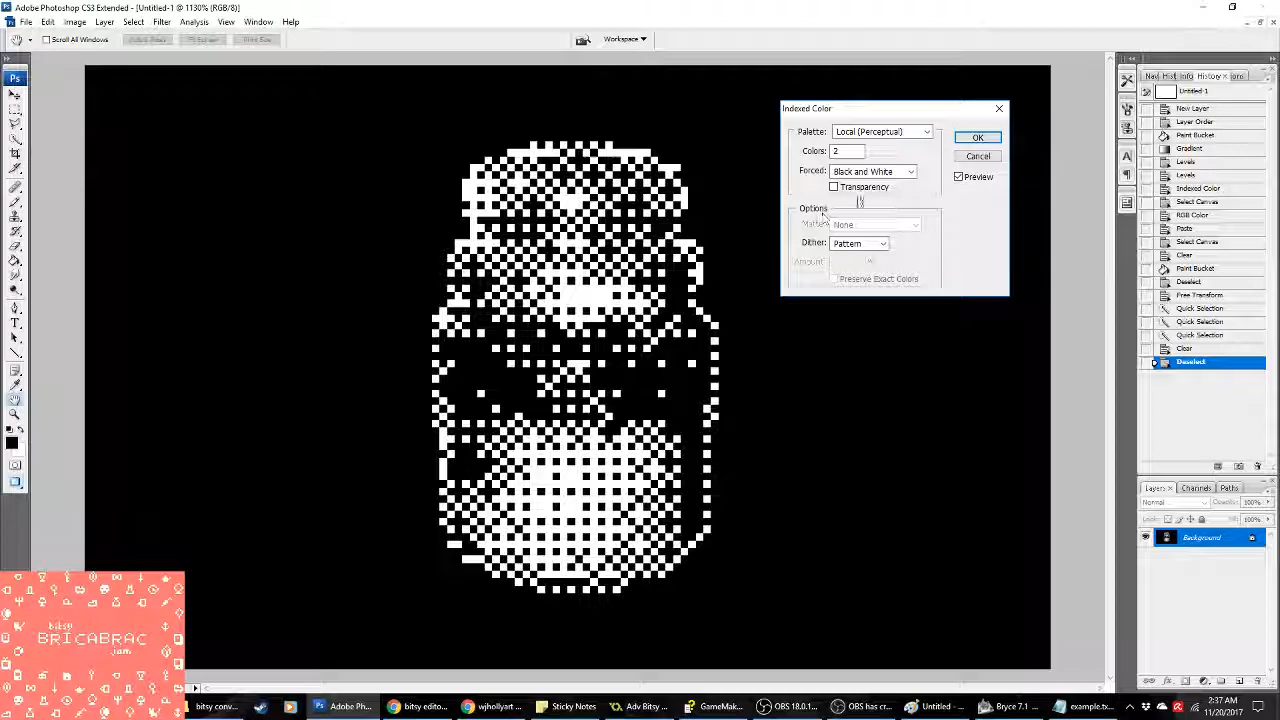 Adobe Photoshop CS3 Extended - [Untitled-1 @ 1130% (RGB/8)]
File Edit Image Layer Select Filter Analysis View Window Help
Scroll All Windows
Workspace
Indexed Color
Palette: Local (Perceptual)
OK
Colors: 2
Cancel
Forced: Black and White
Preview
Transparency
Options
None
Dither: Pattern
Amount
Preserve Exact Colors
Info History
Untitled-1
New Layer
Layer Order
Paint Bucket
Gradient
Levels
Levels
Indexed Color
Select Canvas
RGB Color
Paste
Select Canvas
Clear
Paint Bucket
Deselect
Free Transform
Quick Selection
Quick Selection
Quick Selection
Clear
Deselect
Layers Channels Paths
Normal
100%
100%
Background
Ps
bitsy
BRICABRAC
jam
bitsy conv...
Adobe Ph...
bitsy edito...
wjhollyart ...
Sticky Notes
Adv Bitsy ...
GameMak...
OBS 18.0.1...
OBS has cr...
Untitled - ...
Bryce 7.1 ...
example.tx...
2:37 AM
11/20/2017